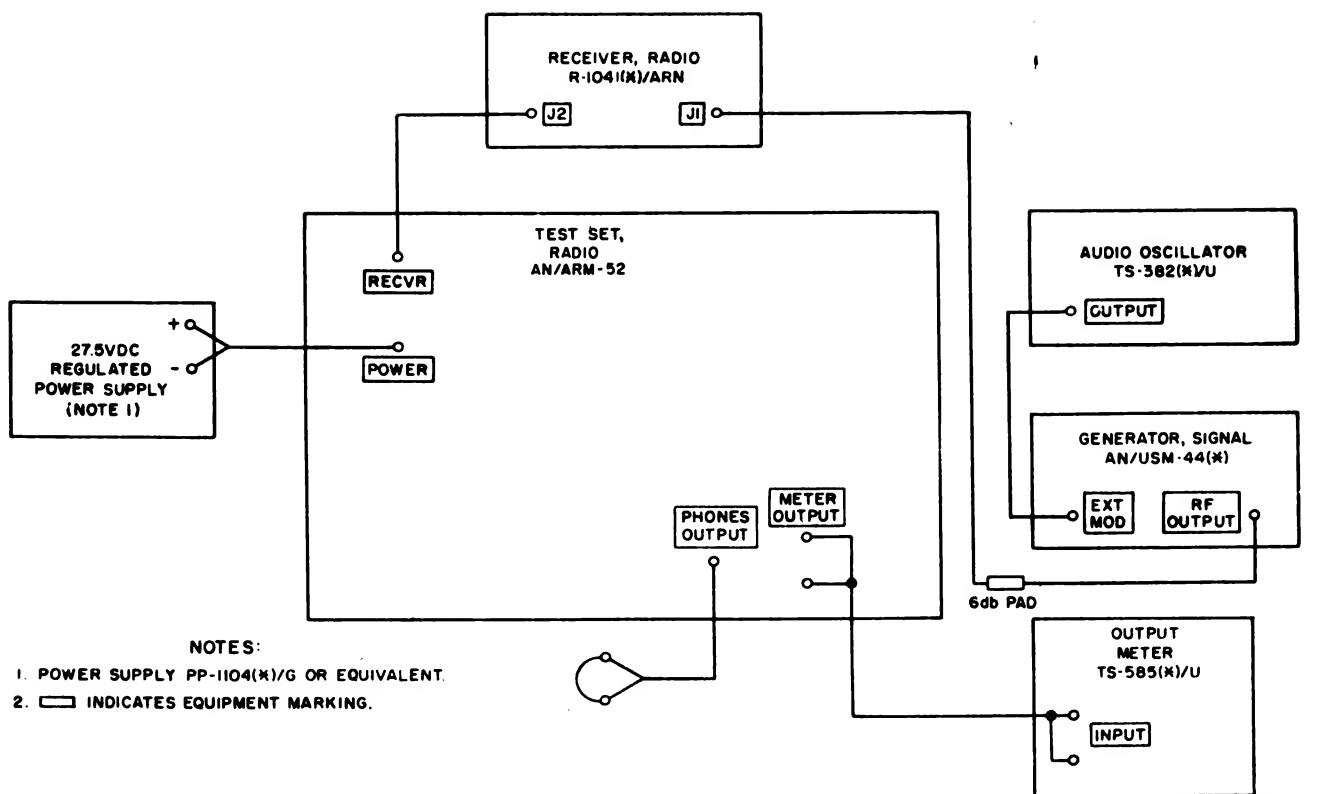 RECEIVER, RADIO
R-1041(*)/ARN
J2
J1
TEST SET,
RADIO
AN/ARM-52
RECVR
POWER
+
-
27.5VDC
REGULATED
POWER SUPPLY
(NOTE 1)
AUDIO OSCILLATOR
TS-382(*)/U
OUTPUT
GENERATOR, SIGNAL
AN/USM-44(*)
EXT
MOD
RF
OUTPUT
PHONES
OUTPUT
METER
OUTPUT
6db PAD
OUTPUT
METER
TS-585(*)/U
INPUT
NOTES:
1. POWER SUPPLY PP-1104(*)/G OR EQUIVALENT.
2. INDICATES EQUIPMENT MARKING.